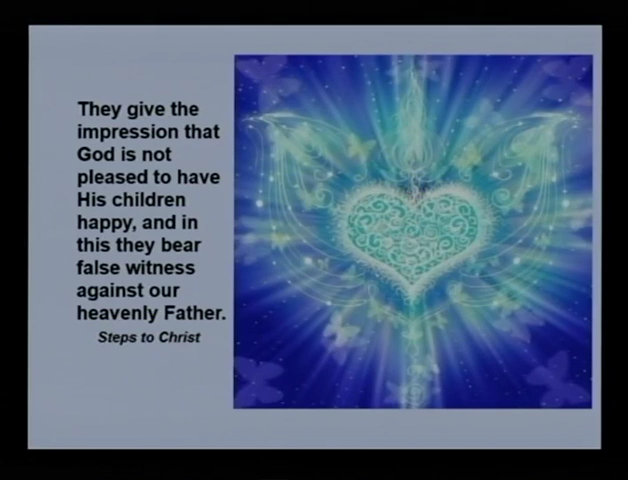 They give the
impression that
God is not
pleased to have
His children
happy, and in
this they bear
false witness
against our
heavenly Father.
Steps to Christ